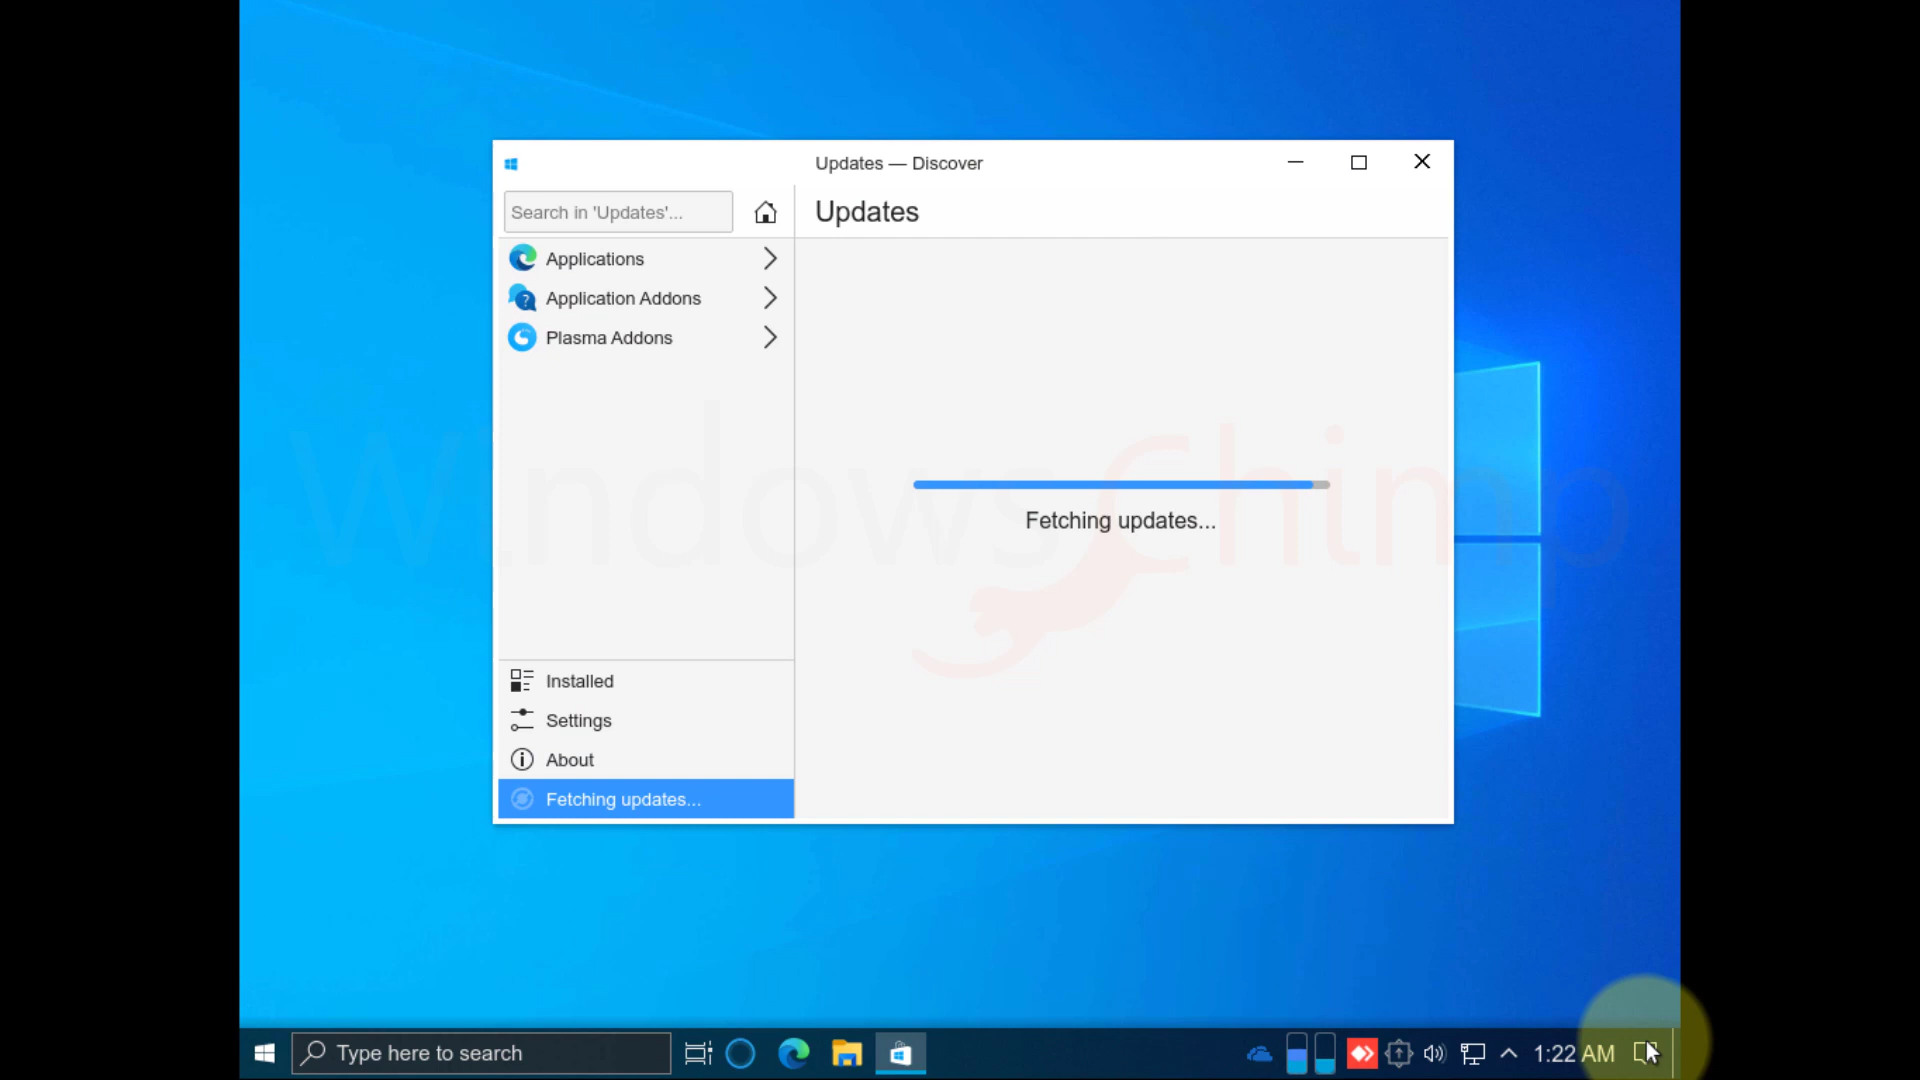 Updates — Discover
Search in 'Updates'...
Updates
Applications
Application Addons
Plasma Addons
WindowsChimp
Fetching updates...
Installed
Settings
About
Fetching updates...
Type here to search
1:22 AM